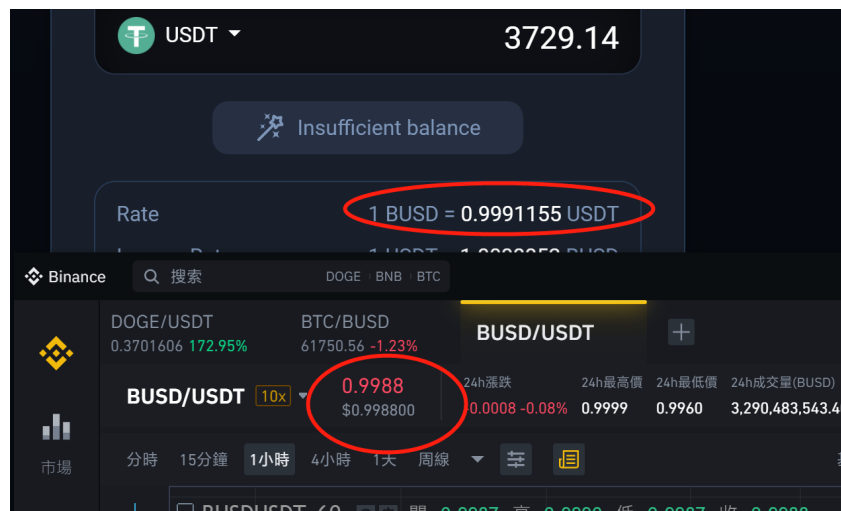 USDT 3729.14
Insufficient balance
Rate 1 BUSD = 0.9991155 USDT
Binance 搜索 DOGE BNB BTC
DOGE/USDT BTC/BUSD BUSD/USDT
0.3701606 172.95% 61750.56 -1.23%
BUSD/USDT 10x 0.9988 $0.998800
24h漲跌 24h最高價 24h最低價 24h成交量(BUSD)
-0.0008 -0.08% 0.9999 0.9960 3,290,483,543.4
市場 分時 15分鐘 1小時 4小時 1天 周線